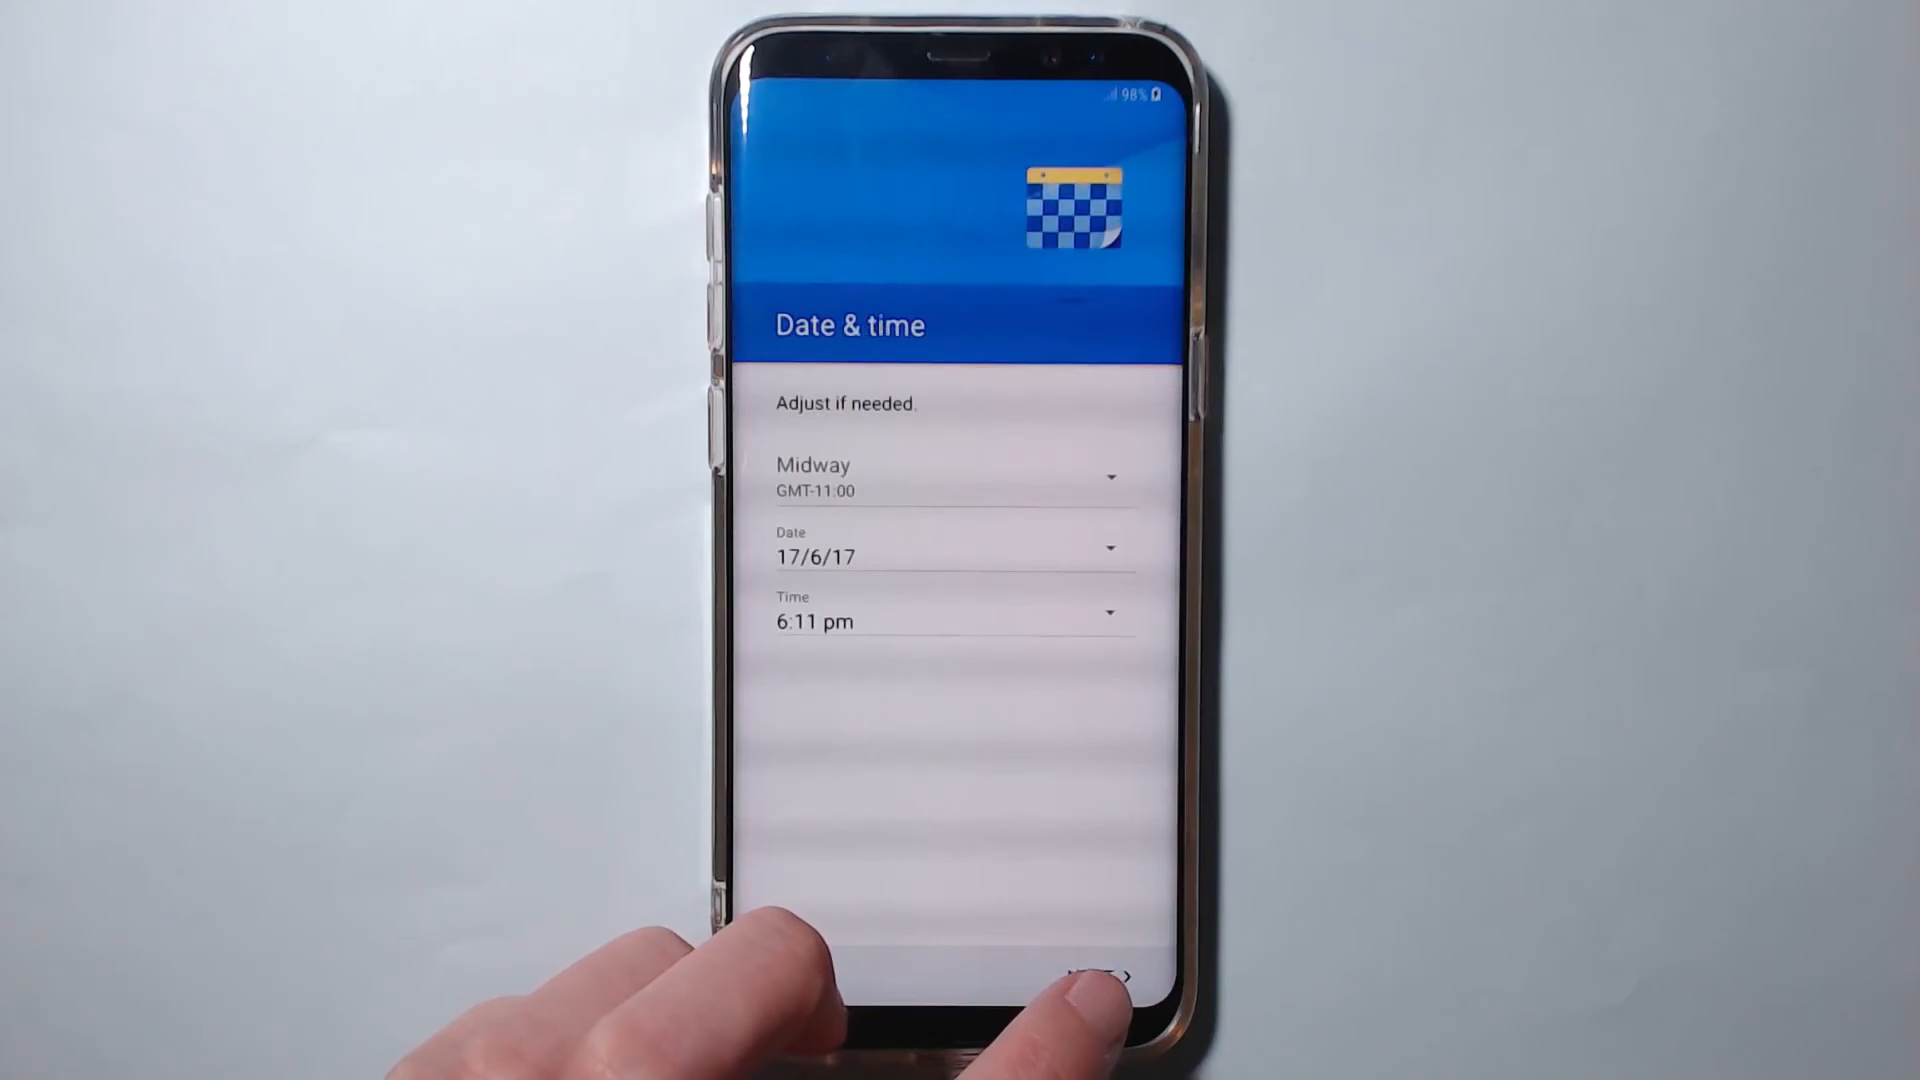 98%
Date & time
Adjust if needed.
Midway
GMT-11:00
Date
17/6/17
Time
6:11 pm